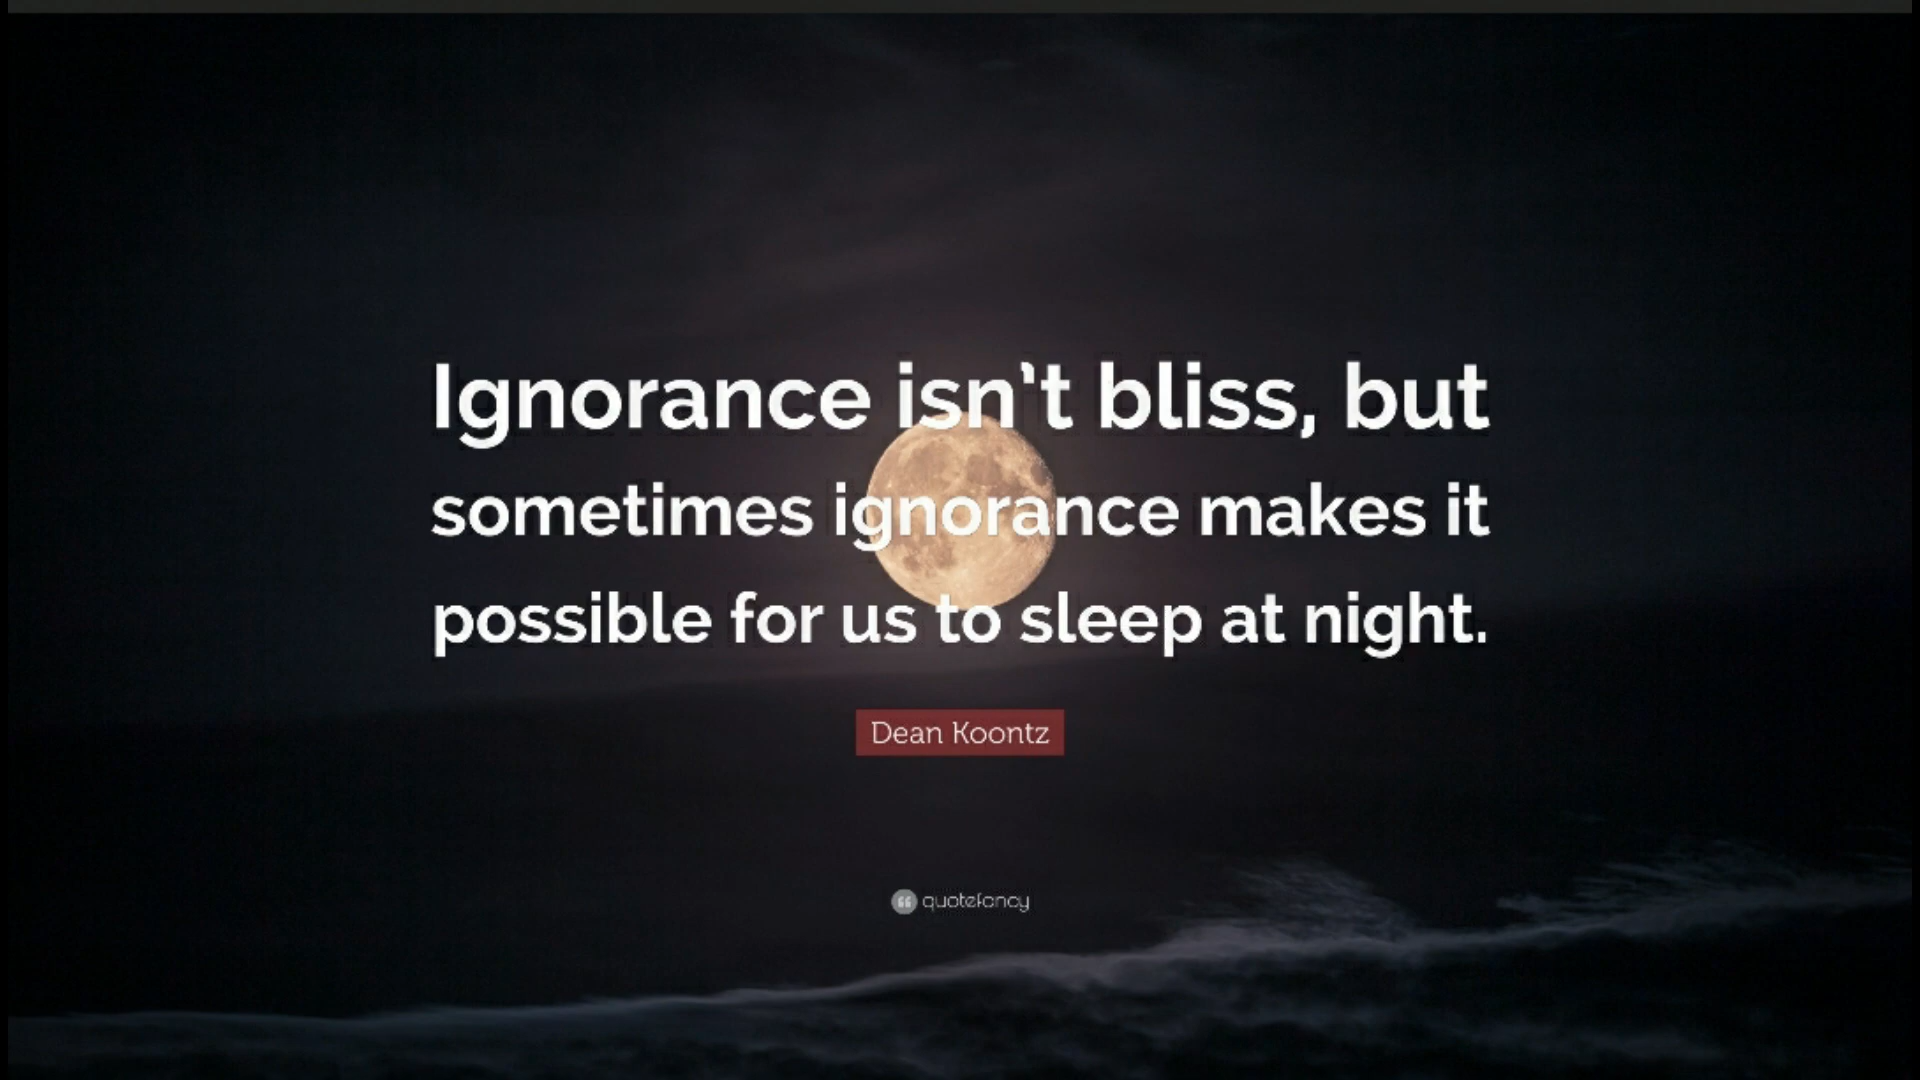 Ignorance isn’t bliss, but
sometimes ignorance makes it
possible for us to sleep at night.
Dean Koontz
quotefancy